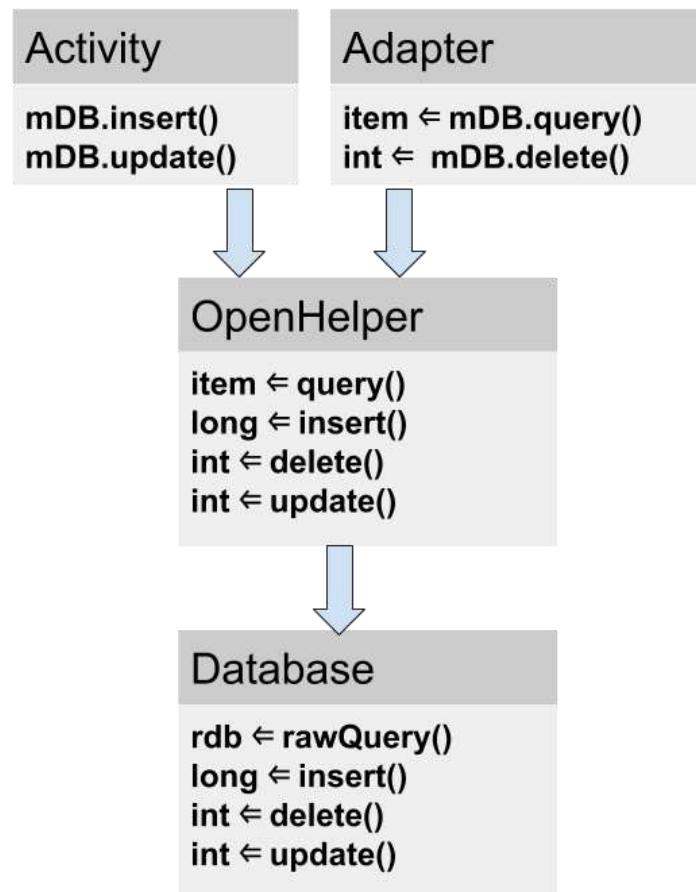 Activity
mDB.insert()
mDB.update()
Adapter
item ⇐ mDB.query()
int ⇐ mDB.delete()
OpenHelper
item ⇐ query()
long ⇐ insert()
int ⇐ delete()
int ⇐ update()
Database
rdb ⇐ rawQuery()
long ⇐ insert()
int ⇐ delete()
int ⇐ update()